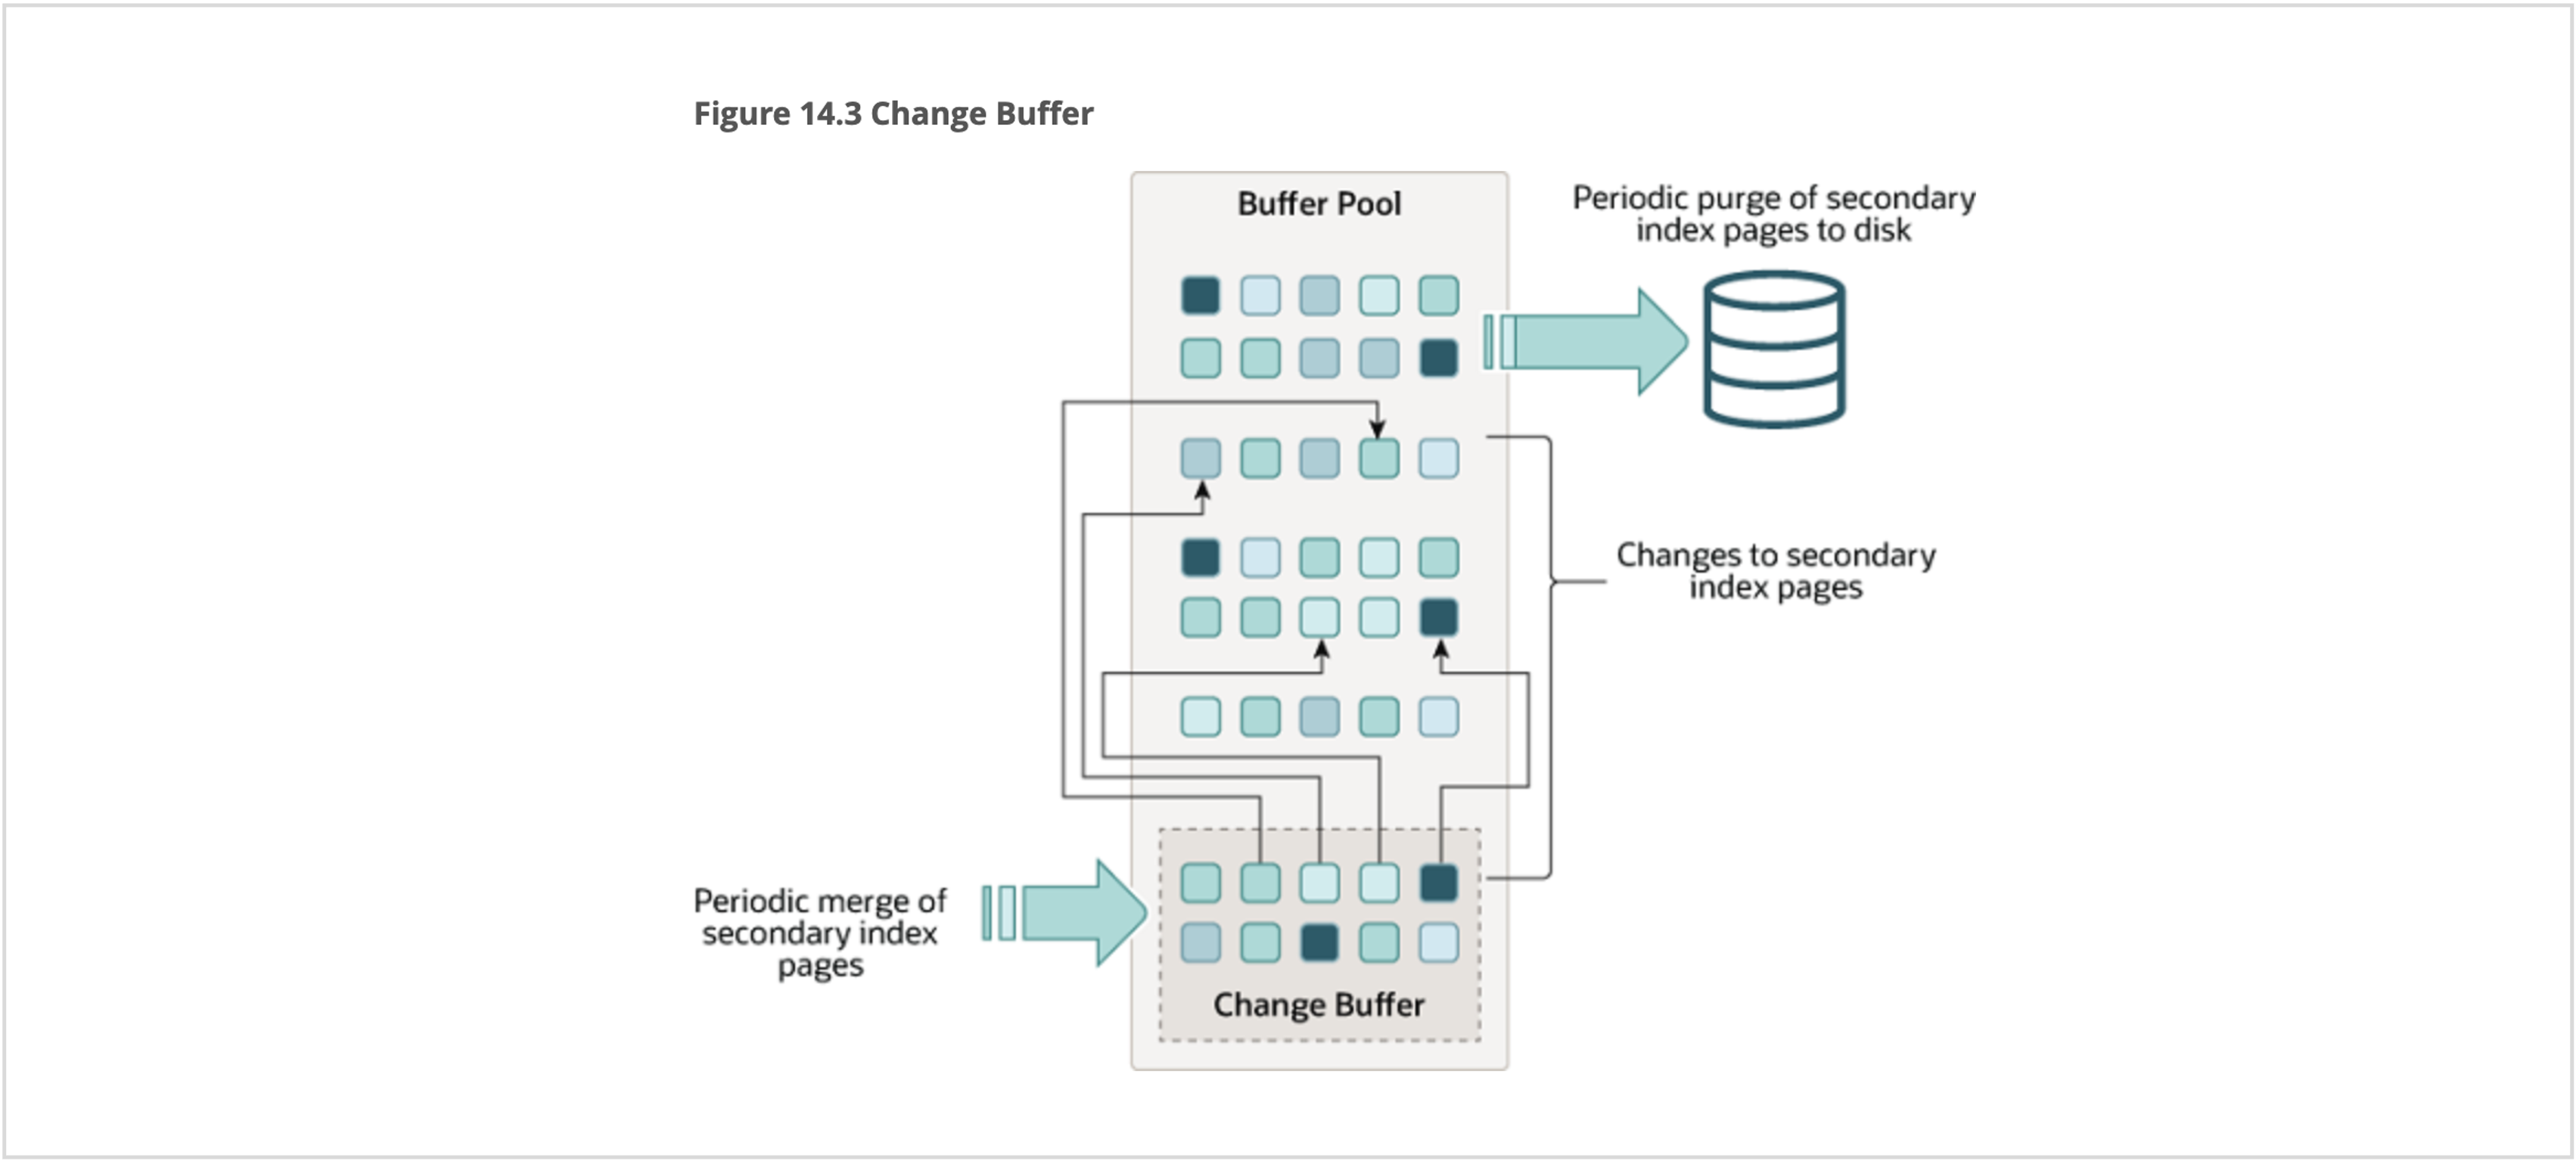 Figure 14.3 Change Buffer
Buffer Pool
Periodic purge of secondary
index pages to disk
Changes to secondary
index pages
Periodic merge of
secondary index
pages
Change Buffer